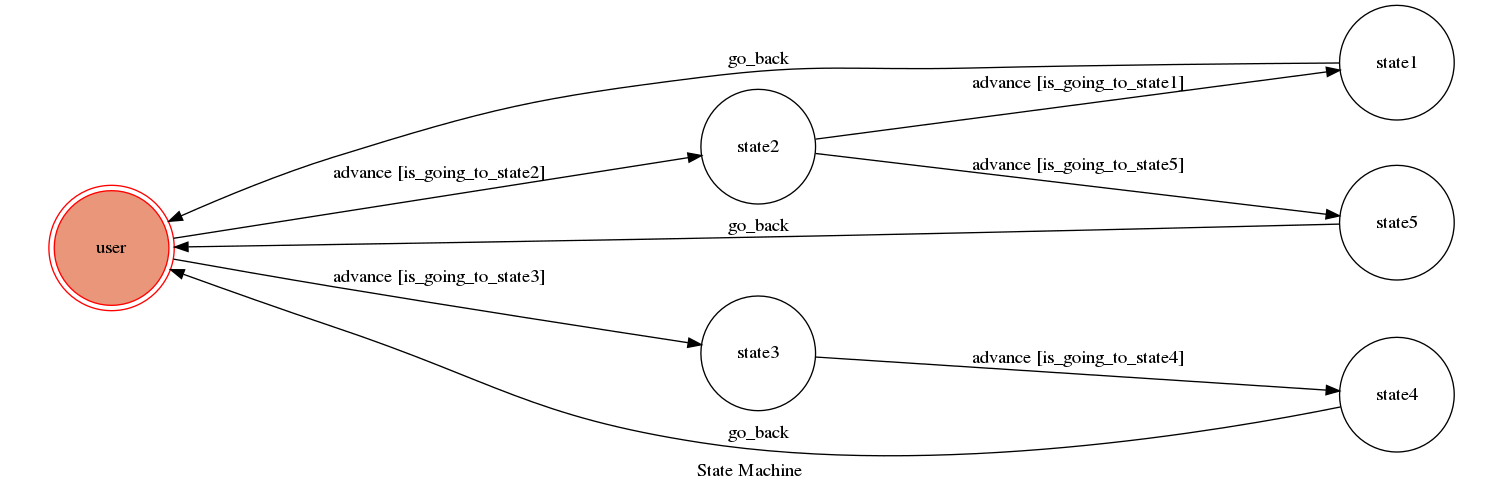 go_back
state1
advance [is_going_to_state1]
state2
advance [is_going_to_state2]
advance [is_going_to_state5]
state5
go_back
user
advance [is_going_to_state3]
state3
advance [is_going_to_state4]
state4
go_back
State Machine